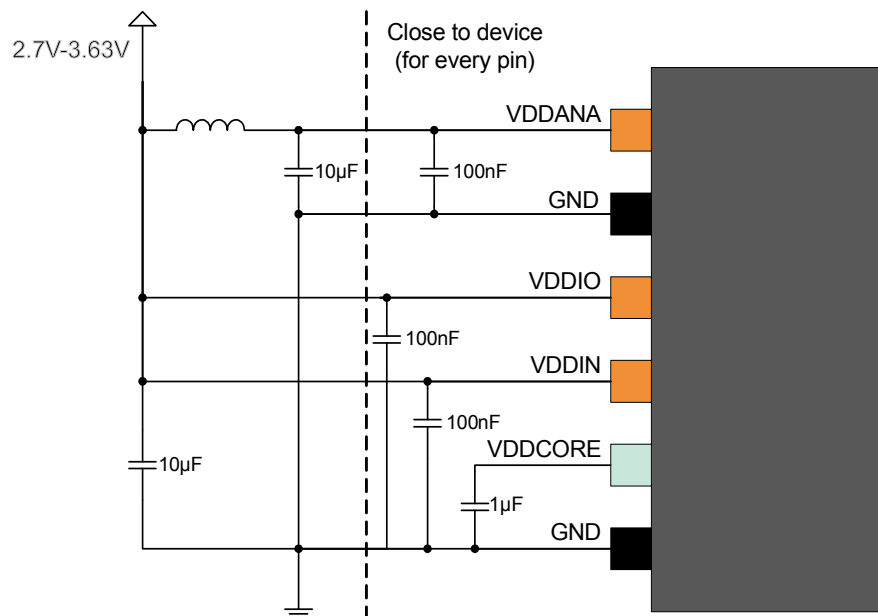 2.7V-3.63V
Close to device
(for every pin)
VDDANA
10µF
100nF
GND
VDDIO
100nF
VDDIN
100nF
VDDCORE
10µF
1µF
GND